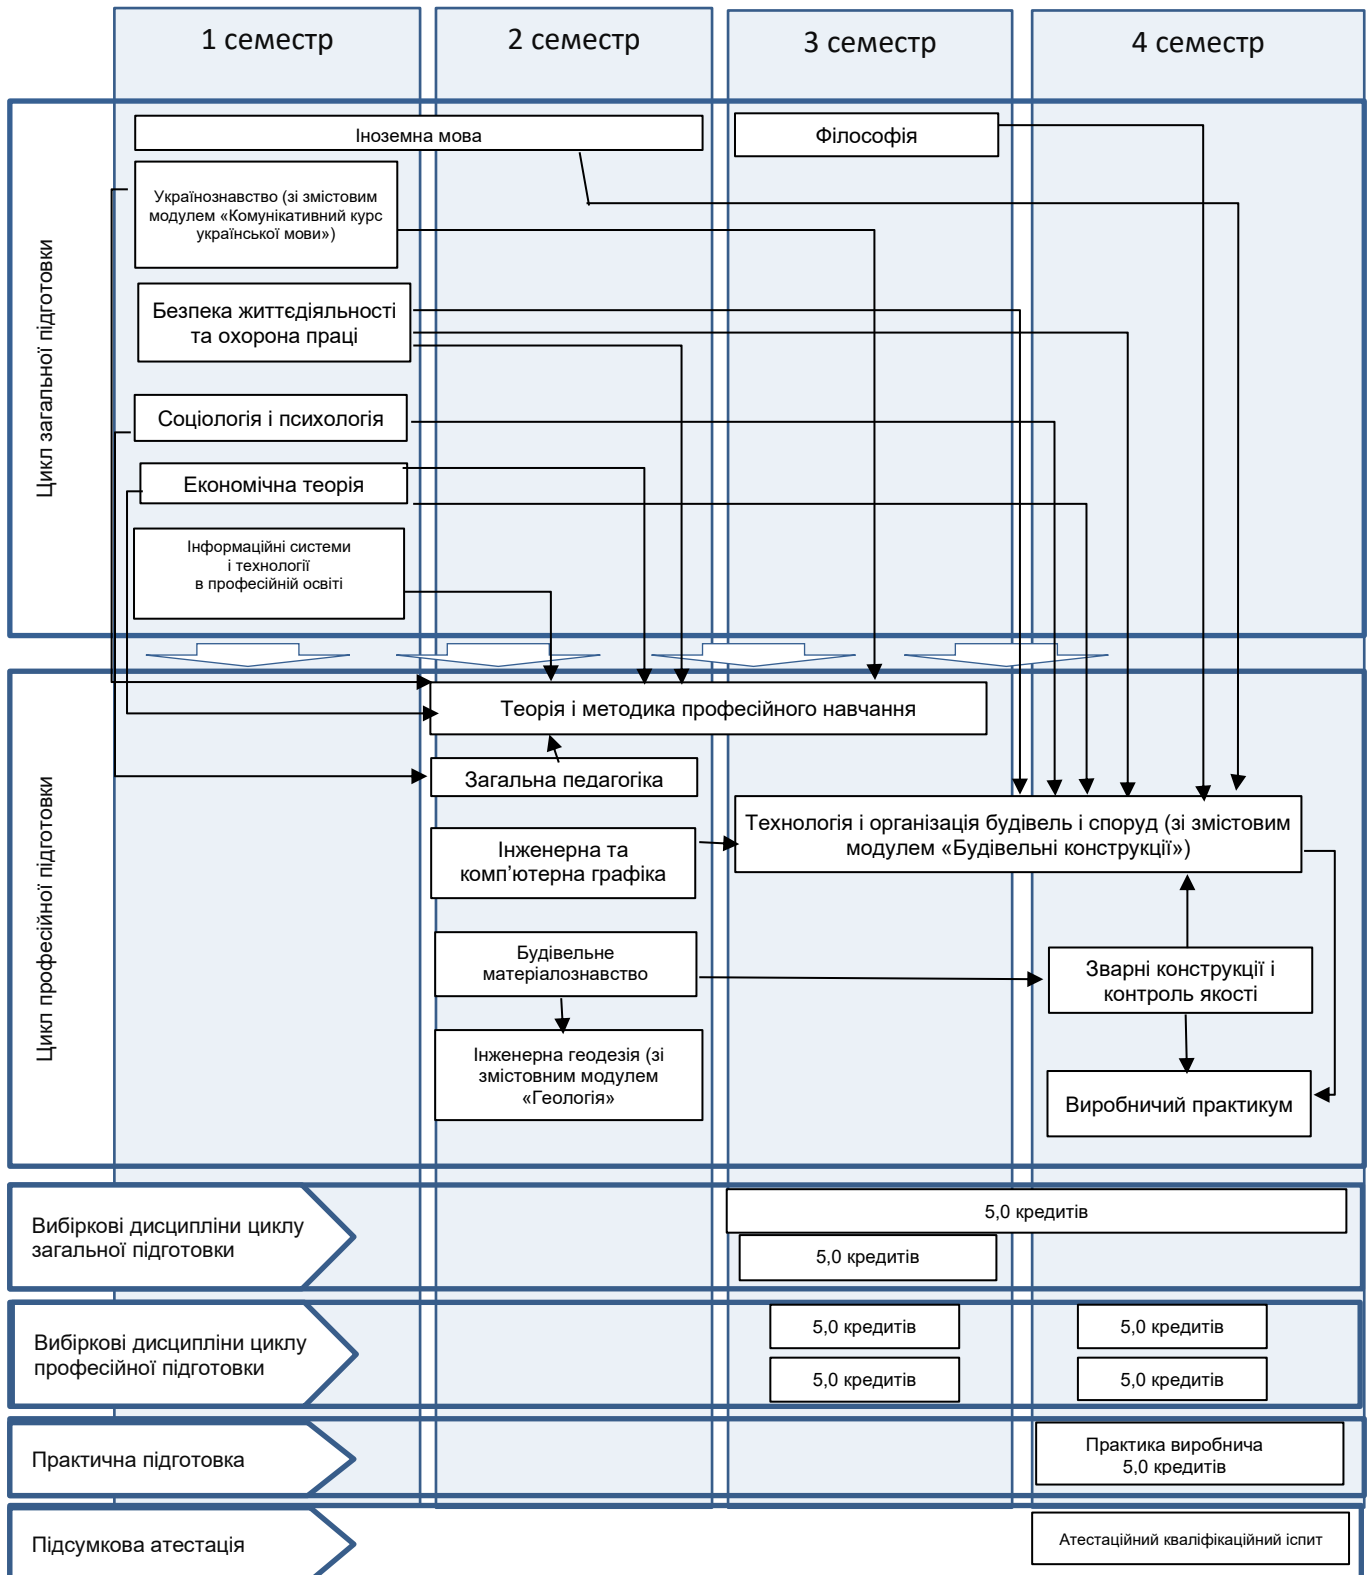 1 семестр
2 семестр
3 семестр
4 семестр
Цикл загальної підготовки
Іноземна мова
Філософія
Українознавство (зі змістовим
модулем «Комунікативний курс
української мови»)
Безпека життєдіяльності
та охорона праці
Соціологія і психологія
Економічна теорія
Інформаційні системи
і технології
в професійній освіті
Цикл професійної підготовки
Теорія і методика професійного навчання
Загальна педагогіка
Технологія і організація будівель і споруд (зі змістовим
модулем «Будівельні конструкції»)
Інженерна та
комп’ютерна графіка
Будівельне
матеріалознавство
Зварні конструкції і
контроль якості
Інженерна геодезія (зі
змістовним модулем
«Геологія»
Виробничий практикум
Вибіркові дисципліни циклу
загальної підготовки
5,0 кредитів
5,0 кредитів
Вибіркові дисципліни циклу
професійної підготовки
5,0 кредитів
5,0 кредитів
5,0 кредитів
5,0 кредитів
Практична підготовка
Практика виробнича
5,0 кредитів
Підсумкова атестація
Атестаційний кваліфікаційний іспит